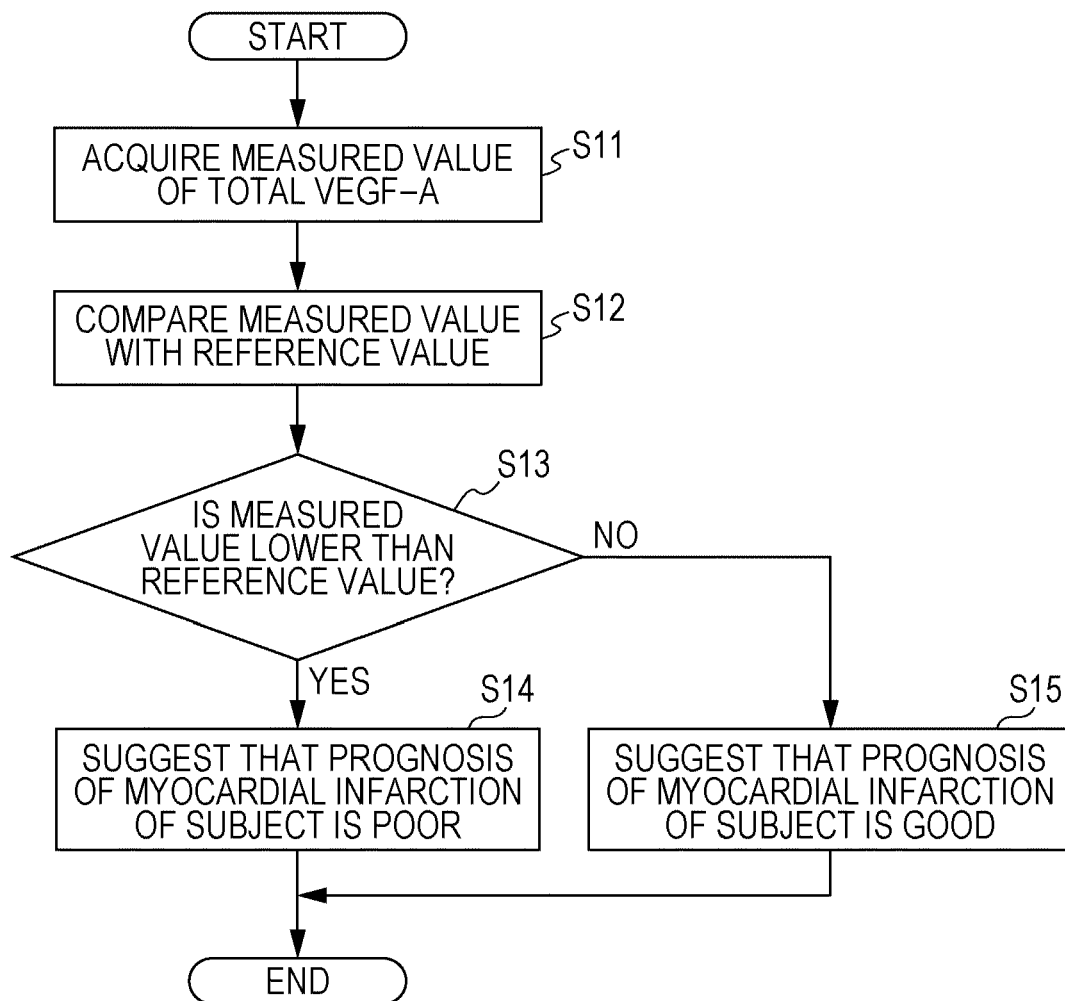 START
S11
ACQUIRE MEASURED VALUE
OF TOTAL VEGF–A
S12
COMPARE MEASURED VALUE
WITH REFERENCE VALUE
S13
IS MEASURED
VALUE LOWER THAN
REFERENCE VALUE?
NO
YES
S14
SUGGEST THAT PROGNOSIS
OF MYOCARDIAL INFARCTION
OF SUBJECT IS POOR
S15
SUGGEST THAT PROGNOSIS
OF MYOCARDIAL INFARCTION
OF SUBJECT IS GOOD
END